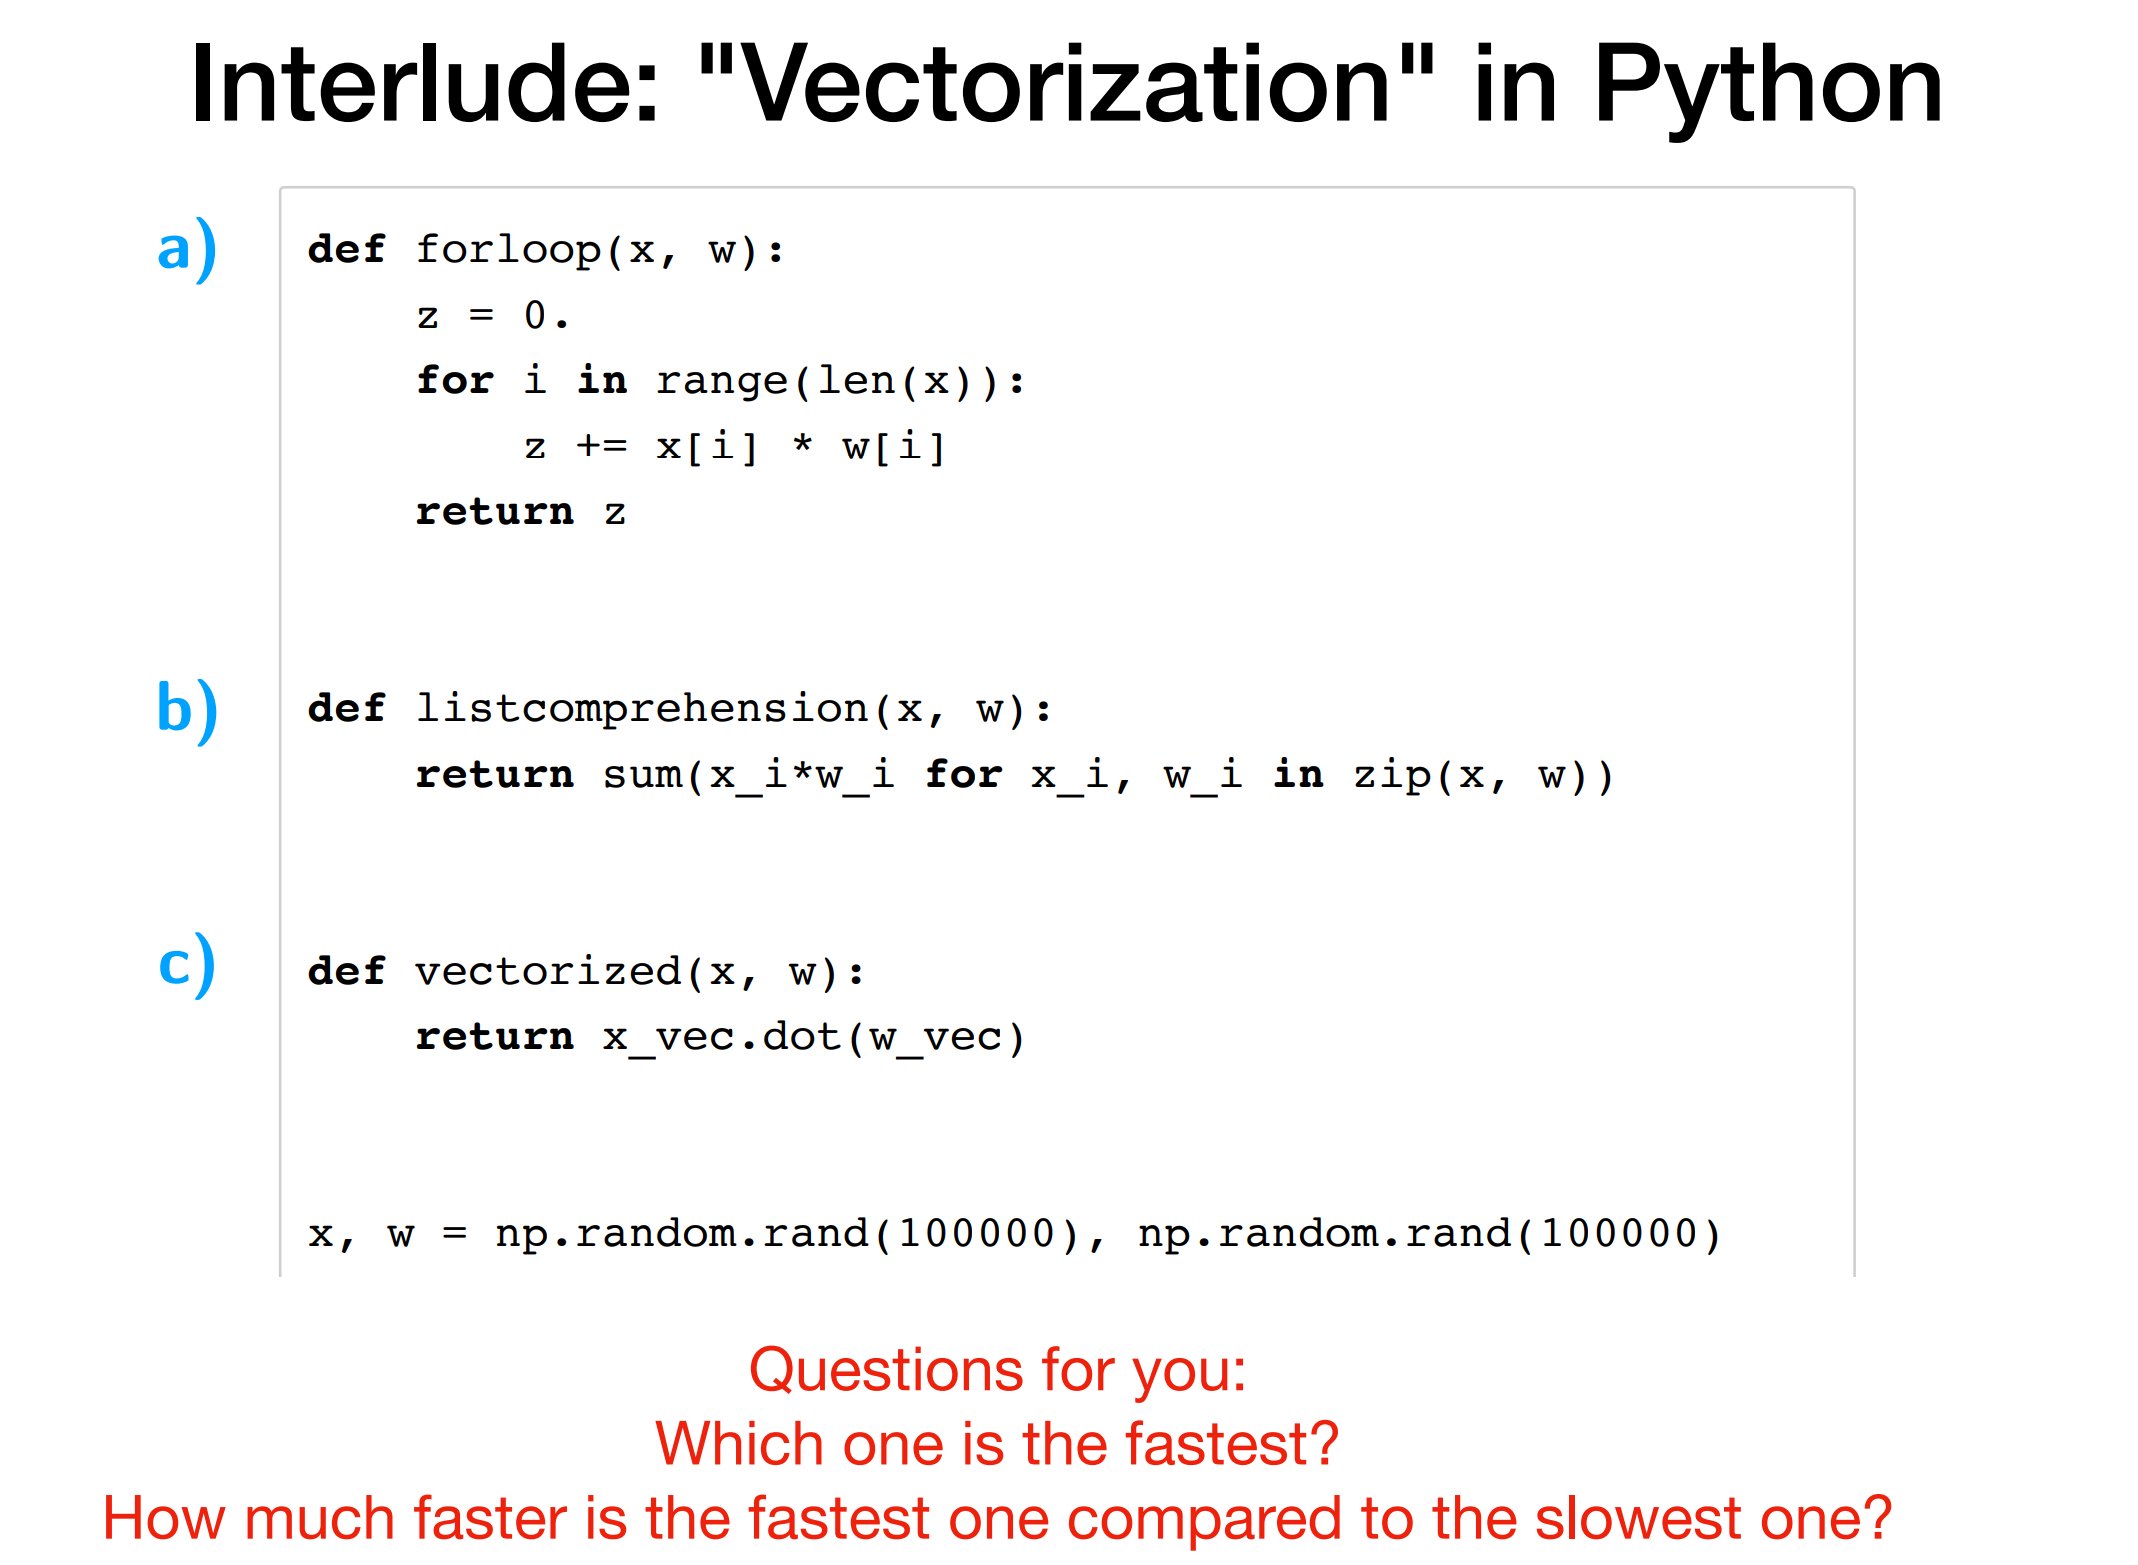 Interlude: "Vectorization" in Python
a)
def forloop(x, w):
    z = 0.
    for i in range(len(x)):
        z += x[i] * w[i]
    return z
b)
def listcomprehension(x, w):
    return sum(x_i*w_i for x_i, w_i in zip(x, w))
c)
def vectorized(x, w):
    return x_vec.dot(w_vec)
x, w = np.random.rand(100000), np.random.rand(100000)
Questions for you:
Which one is the fastest?
How much faster is the fastest one compared to the slowest one?